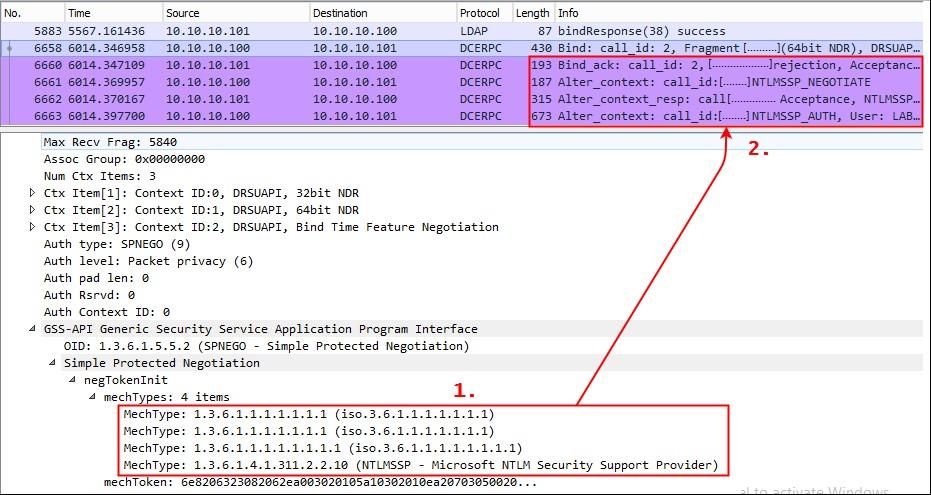 No. Time Source Destination Protocol Length Info
5883 5567.161436 10.10.10.101 10.10.10.100 LDAP 87 bindResponse(38) success
6658 6014.346958 10.10.10.100 10.10.10.101 DCERPC 430 Bind: call_id: 2, Fragment[..........](64bit NDR), DRSUAP…
6660 6014.347109 10.10.10.101 10.10.10.100 DCERPC 193 Bind_ack: call_id: 2, [..................]rejection, Acceptanc…
6661 6014.369957 10.10.10.100 10.10.10.101 DCERPC 187 Alter_context: call_id:[........]NTLMSSP_NEGOTIATE
6662 6014.370167 10.10.10.101 10.10.10.100 DCERPC 315 Alter_context_resp: call[............... Acceptance, NTLMSSP…
6663 6014.397700 10.10.10.100 10.10.10.101 DCERPC 673 Alter_context: call_id:[........]NTLMSSP_AUTH, User: LAB…
2.
Max Recv Frag: 5840
Assoc Group: 0x00000000
Num Ctx Items: 3
Ctx Item[1]: Context ID:0, DRSUAPI, 32bit NDR
Ctx Item[2]: Context ID:1, DRSUAPI, 64bit NDR
Ctx Item[3]: Context ID:2, DRSUAPI, Bind Time Feature Negotiation
Auth type: SPNEGO (9)
Auth level: Packet privacy (6)
Auth pad len: 0
Auth Rsrvd: 0
Auth Context ID: 0
GSS-API Generic Security Service Application Program Interface
OID: 1.3.6.1.5.5.2 (SPNEGO - Simple Protected Negotiation)
Simple Protected Negotiation
negTokenInit
1.
mechTypes: 4 items
MechType: 1.3.6.1.1.1.1.1.1.1 (iso.3.6.1.1.1.1.1.1.1)
MechType: 1.3.6.1.1.1.1.1.1.1 (iso.3.6.1.1.1.1.1.1.1)
MechType: 1.3.6.1.1.1.1.1.1.1.1 (iso.3.6.1.1.1.1.1.1.1.1)
MechType: 1.3.6.1.4.1.311.2.2.10 (NTLMSSP - Microsoft NTLM Security Support Provider)
mechToken: 6e8206323082062ea003020105a10302010ea20703050020...
to activate Windows